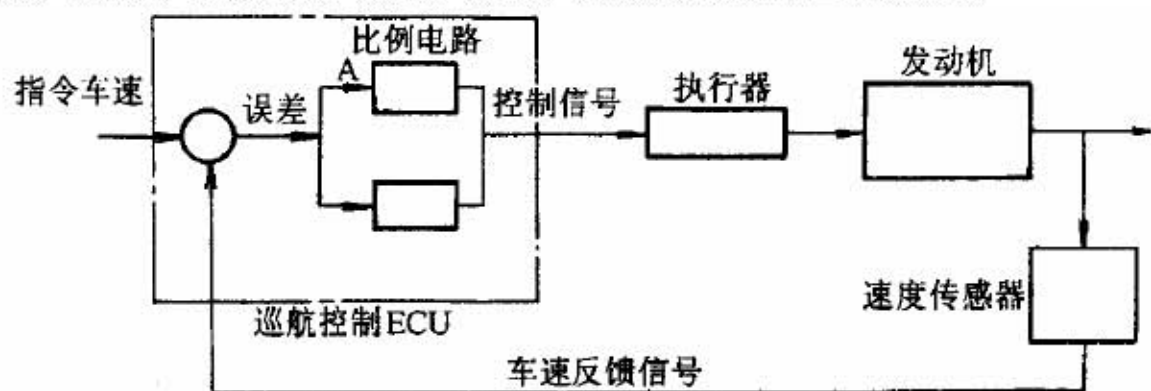 比例电路
A
指令车速
误差
控制信号
执行器
发动机
速度传感器
巡航控制ECU
车速反馈信号